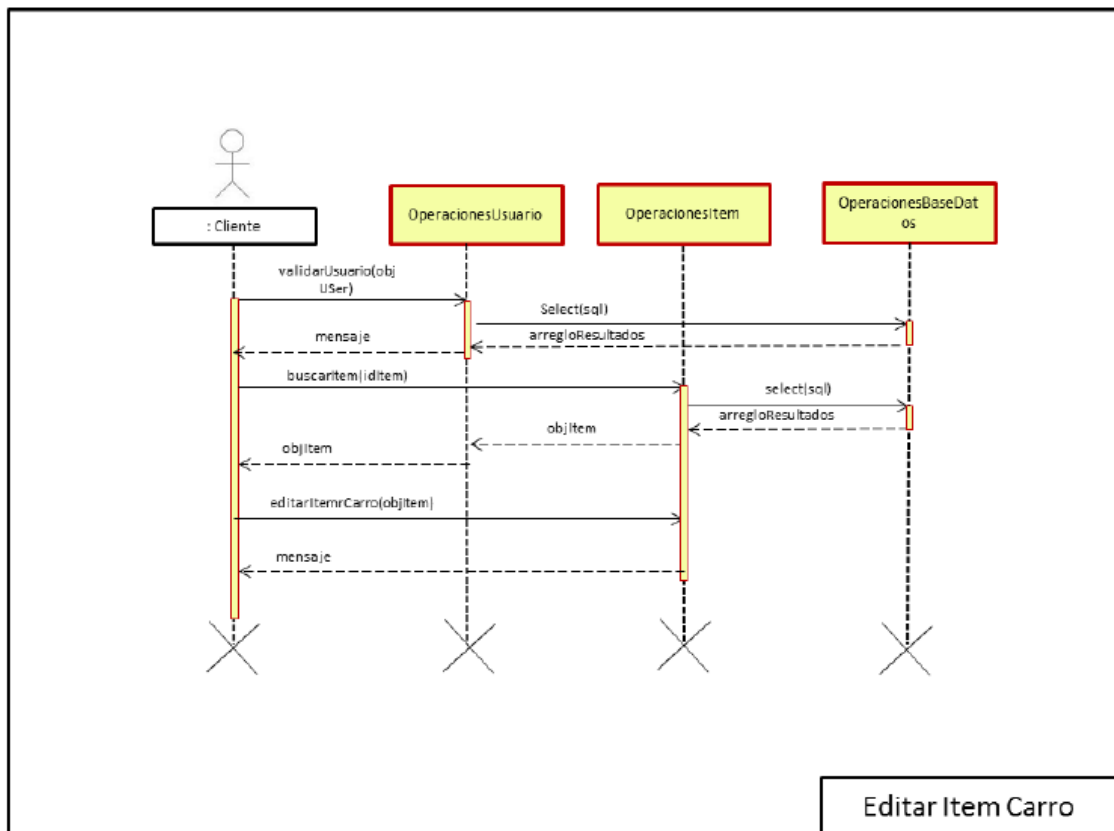 : Cliente
OperacionesUsuario
OperacionesItem
OperacionesBaseDat
os
validarUsuario(obj
USer)
Select(sql)
arregloResultados
mensaje
buscarItem(idItem)
select(sql)
arregloResultados
objItem
objItem
editarItemrCarro(objItem)
mensaje
Editar Item Carro